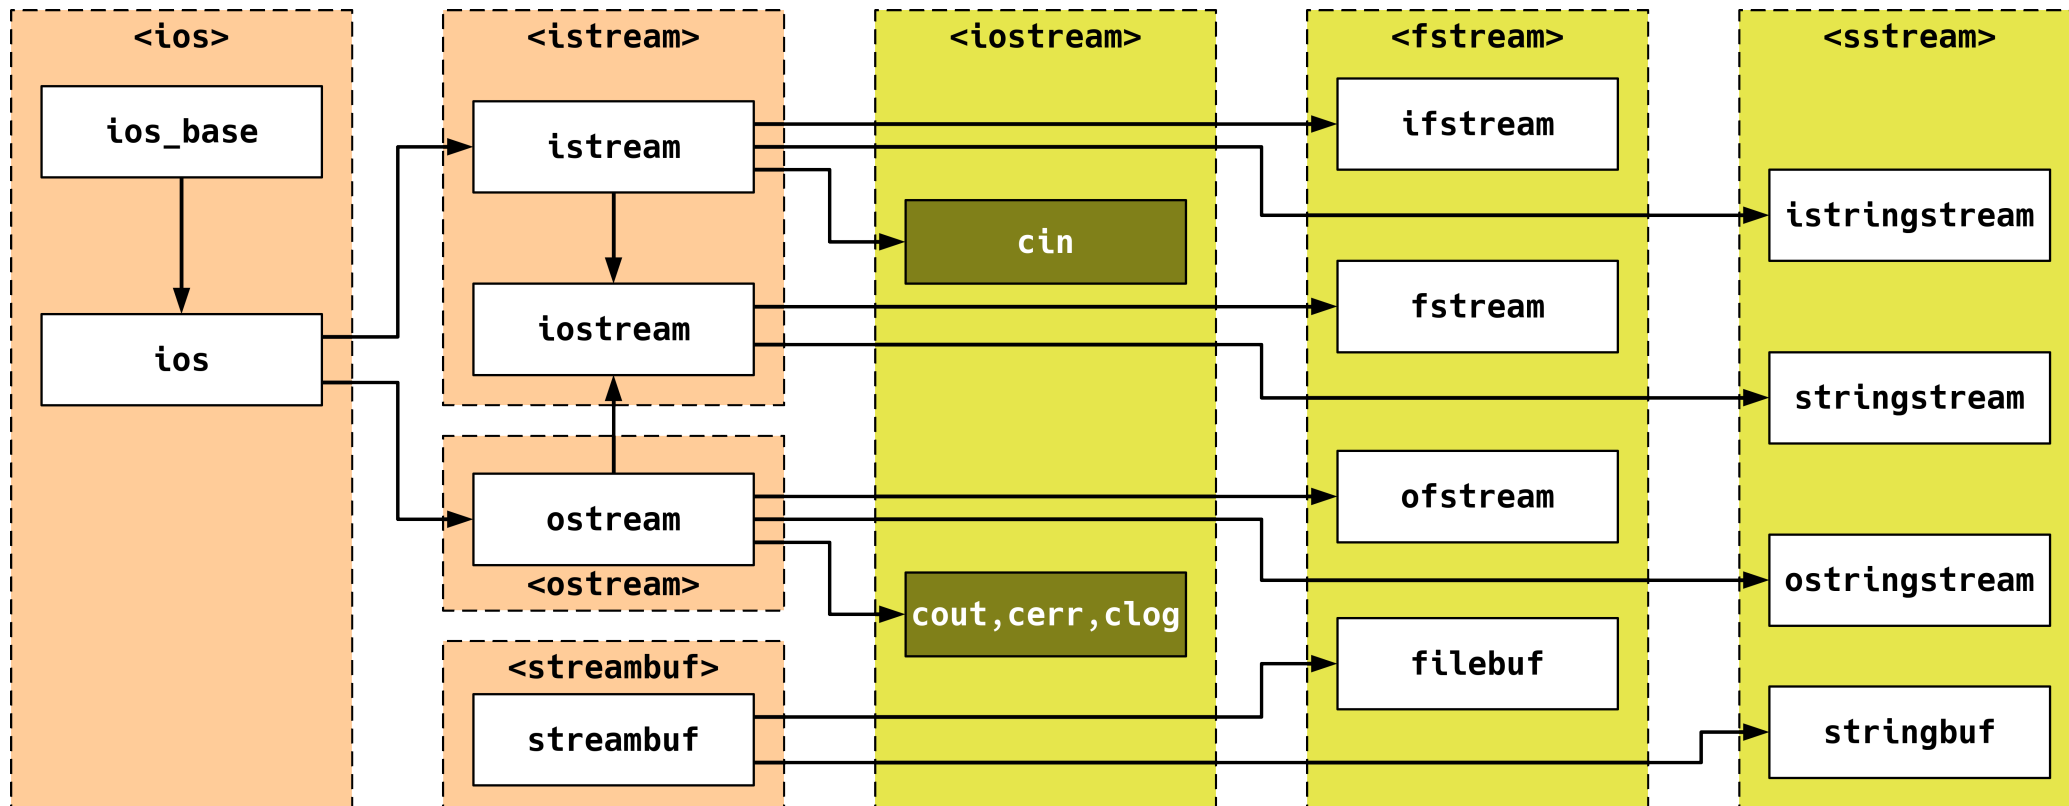 <ios>
ios_base
ios
<istream>
istream
iostream
ostream
<ostream>
<streambuf>
streambuf
<iostream>
cin
cout,cerr,clog
<fstream>
ifstream
fstream
ofstream
filebuf
<sstream>
istringstream
stringstream
ostringstream
stringbuf